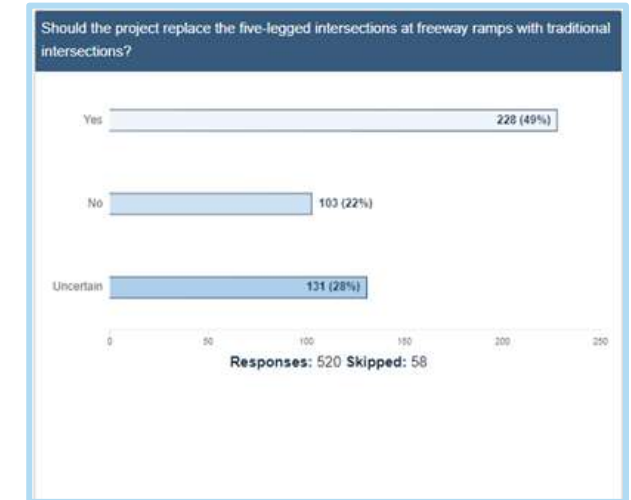 Should the project replace the five-legged intersections at freeway ramps with traditional
intersections?
Yes
228 (49%)
No
103 (22%)
Uncertain
131 (28%)
0 50 100 150 200 250
Responses: 520 Skipped: 58